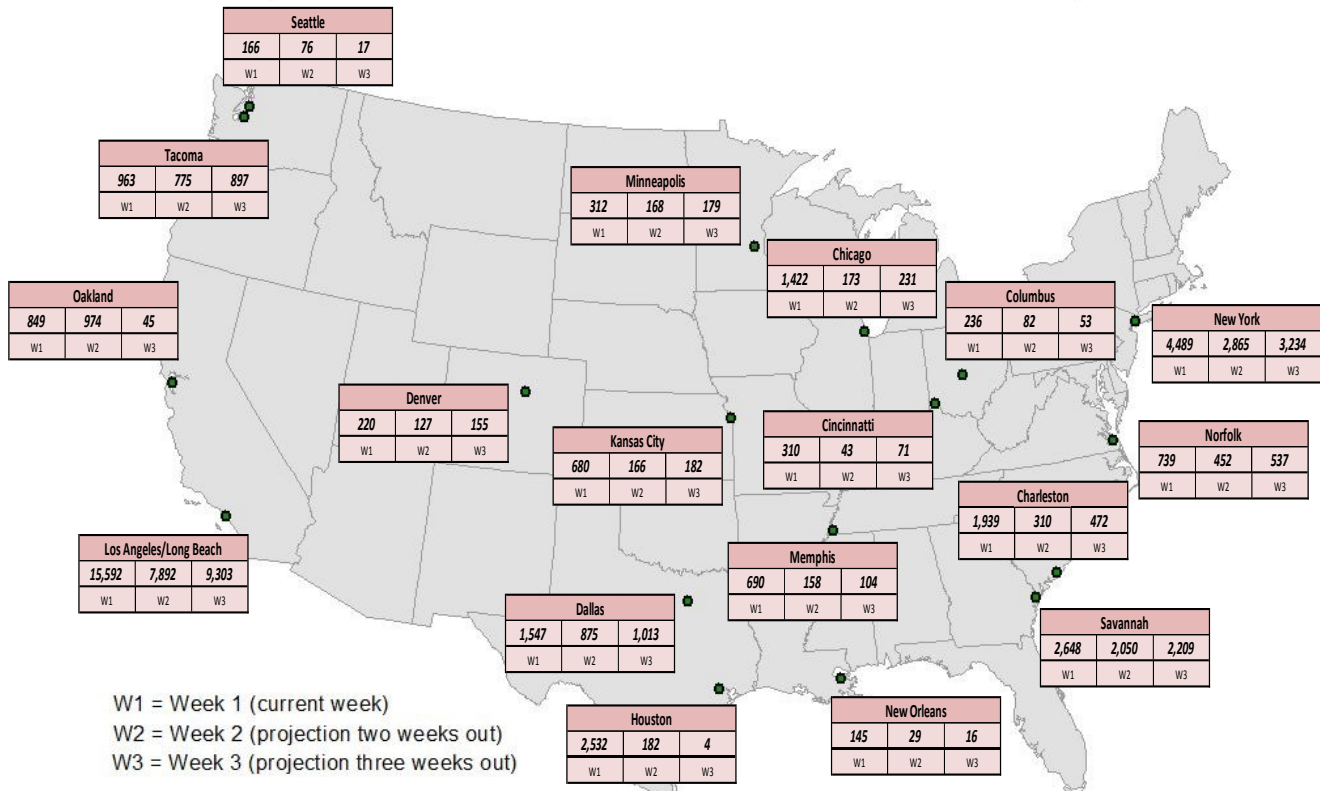 Seattle
166 76 17
W1 W2 W3
Tacoma
963 775 897
W1 W2 W3
Minneapolis
312 168 179
W1 W2 W3
Chicago
1,422 173 231
W1 W2 W3
Oakland
849 974 45
W1 W2 W3
Columbus
236 82 53
W1 W2 W3
New York
4,489 2,865 3,234
W1 W2 W3
Denver
220 127 155
W1 W2 W3
Kansas City
680 166 182
W1 W2 W3
Cincinnatti
310 43 71
W1 W2 W3
Norfolk
739 452 537
W1 W2 W3
Charleston
1,939 310 472
W1 W2 W3
Los Angeles/Long Beach
15,592 7,892 9,303
W1 W2 W3
Memphis
690 158 104
W1 W2 W3
Dallas
1,547 875 1,013
W1 W2 W3
Savannah
2,648 2,050 2,209
W1 W2 W3
Houston
2,532 182 4
W1 W2 W3
New Orleans
145 29 16
W1 W2 W3
W1 = Week 1 (current week)
W2 = Week 2 (projection two weeks out)
W3 = Week 3 (projection three weeks out)